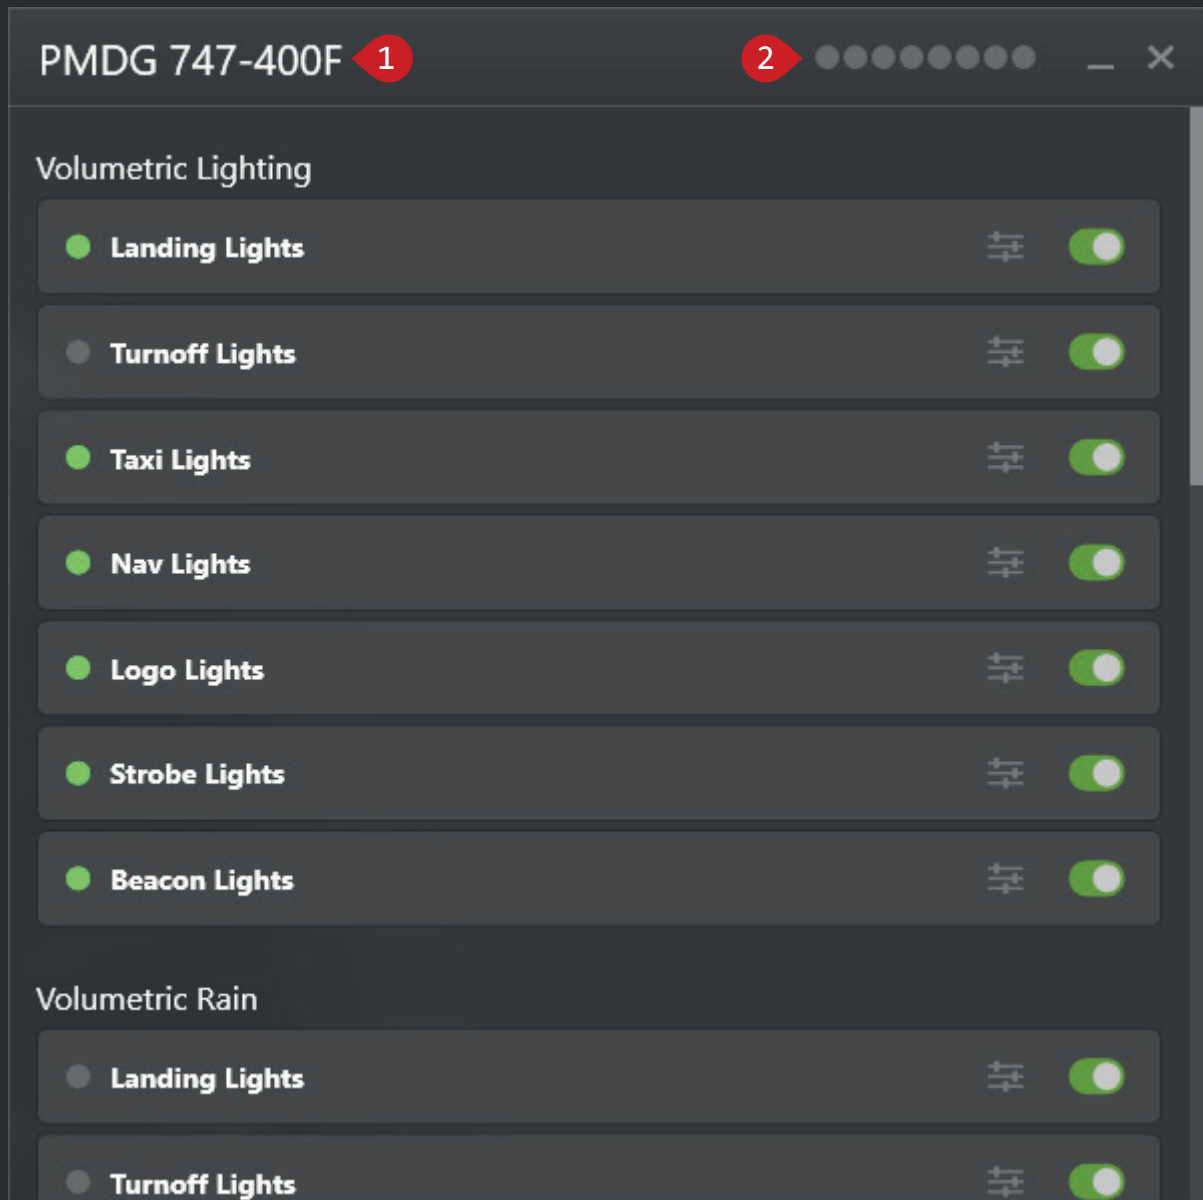 PMDG 747-400F 1 2
Volumetric Lighting
Landing Lights
Turnoff Lights
Taxi Lights
Nav Lights
Logo Lights
Strobe Lights
Beacon Lights
Volumetric Rain
Landing Lights
Turnoff Lights